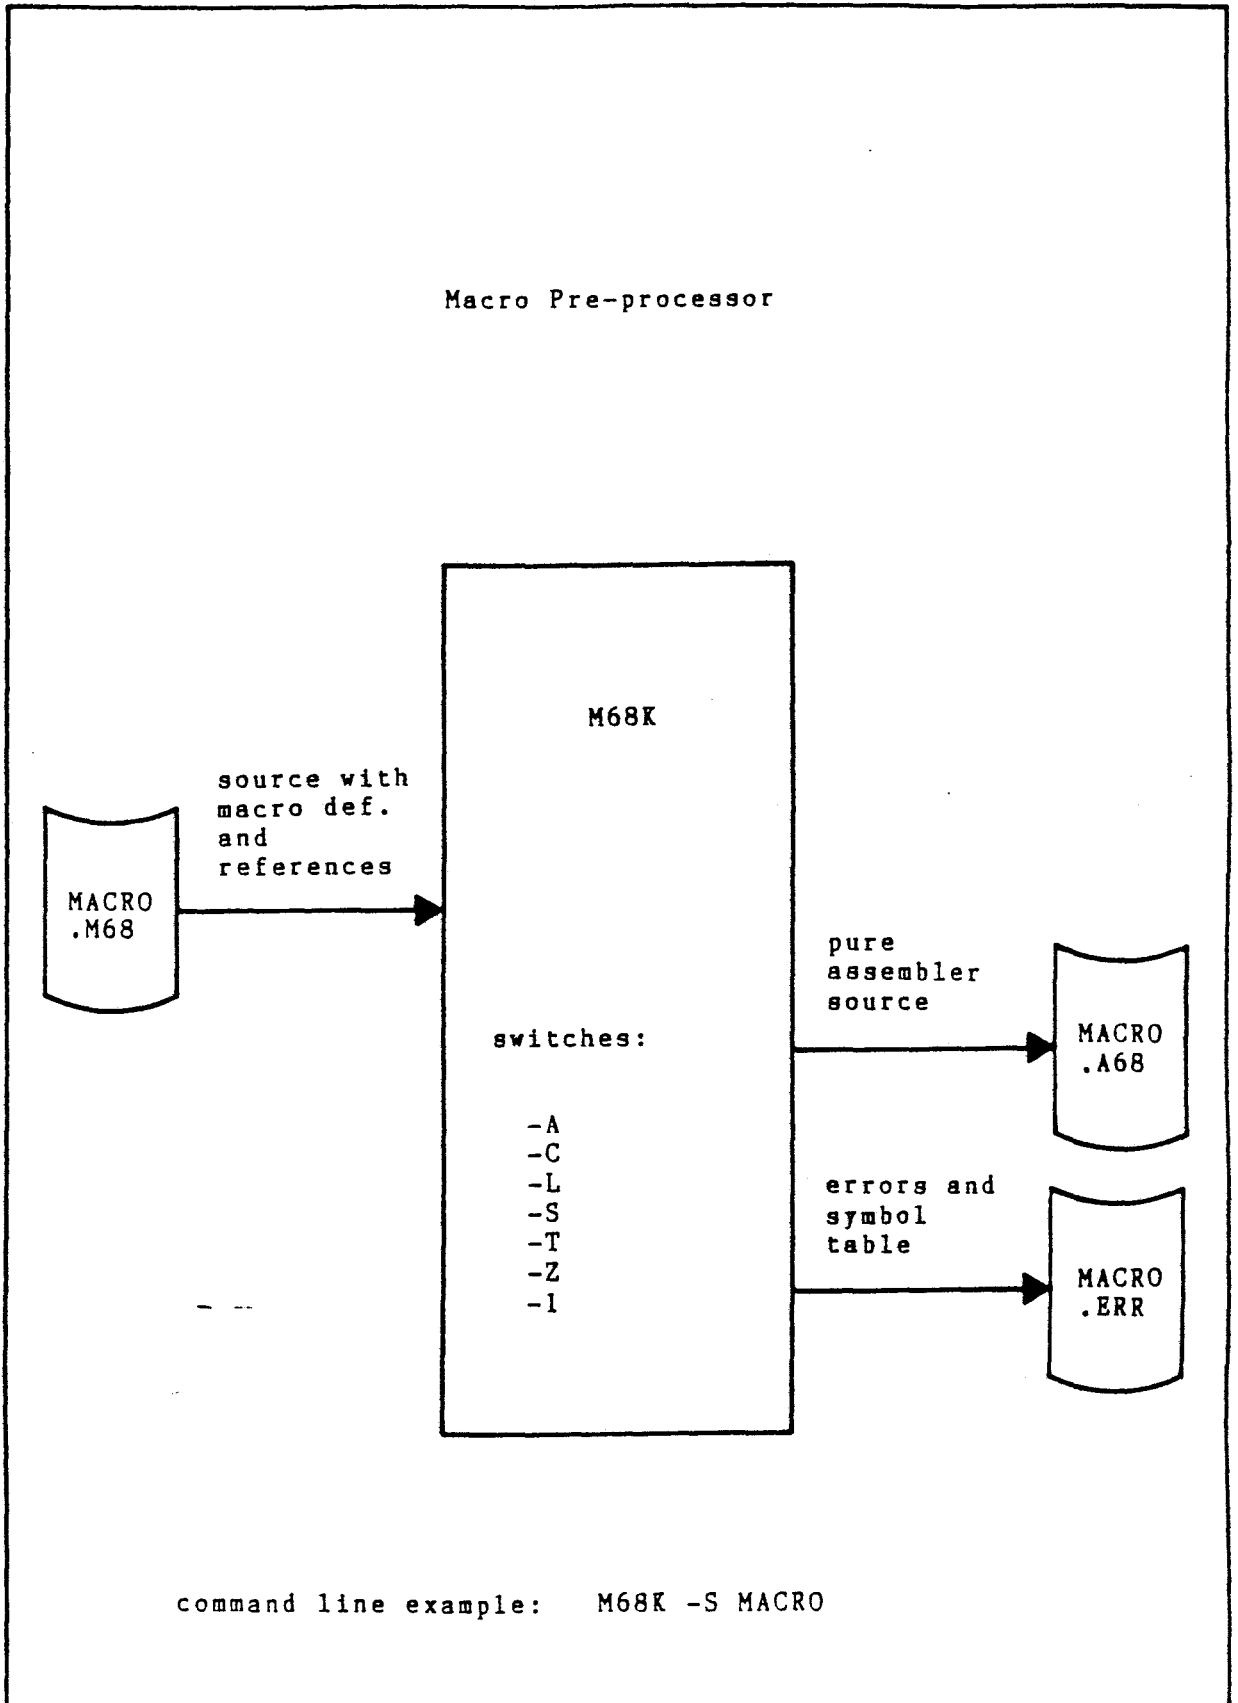 Macro Pre-processor
M68K
source with
macro def.
and
references
MACRO
.M68
pure
assembler
source
MACRO
.A68
switches:
-A
-C
-L
-S
-T
-Z
-1
errors and
symbol
table
MACRO
.ERR
command line example: M68K -S MACRO